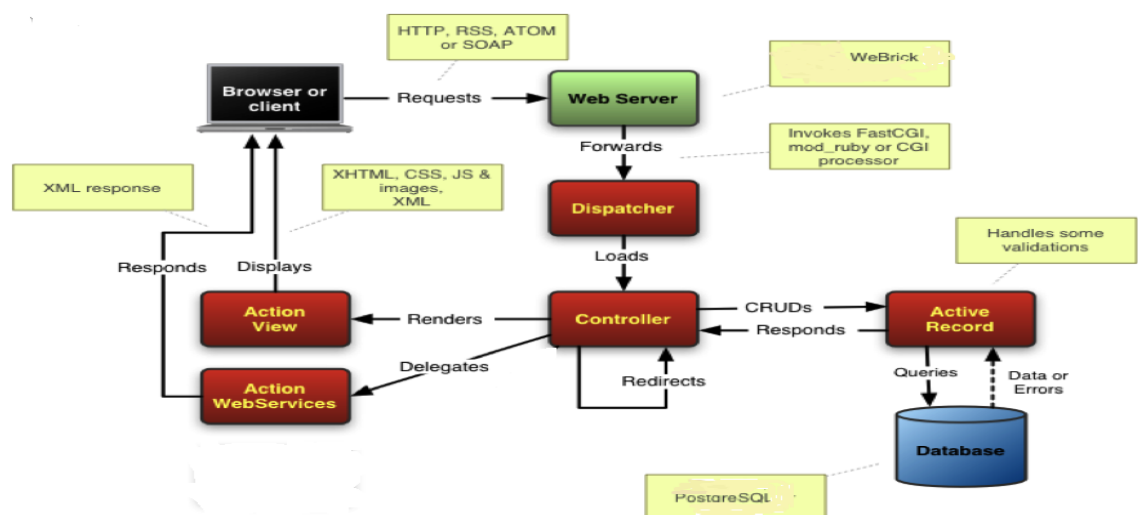 HTTP, RSS, ATOM
or SOAP
WeBrick
Browser or
client
Requests
Web Server
Invokes FastCGI,
mod_ruby or CGI
processor
Forwards
XML response
XHTML, CSS, JS &
images,
XML
Dispatcher
Handles some
validations
Responds
Displays
Loads
Action
View
Renders
Controller
CRUDs
Responds
Active
Record
Delegates
Redirects
Queries
Data or
Errors
Action
WebServices
Database
PostgreSQL